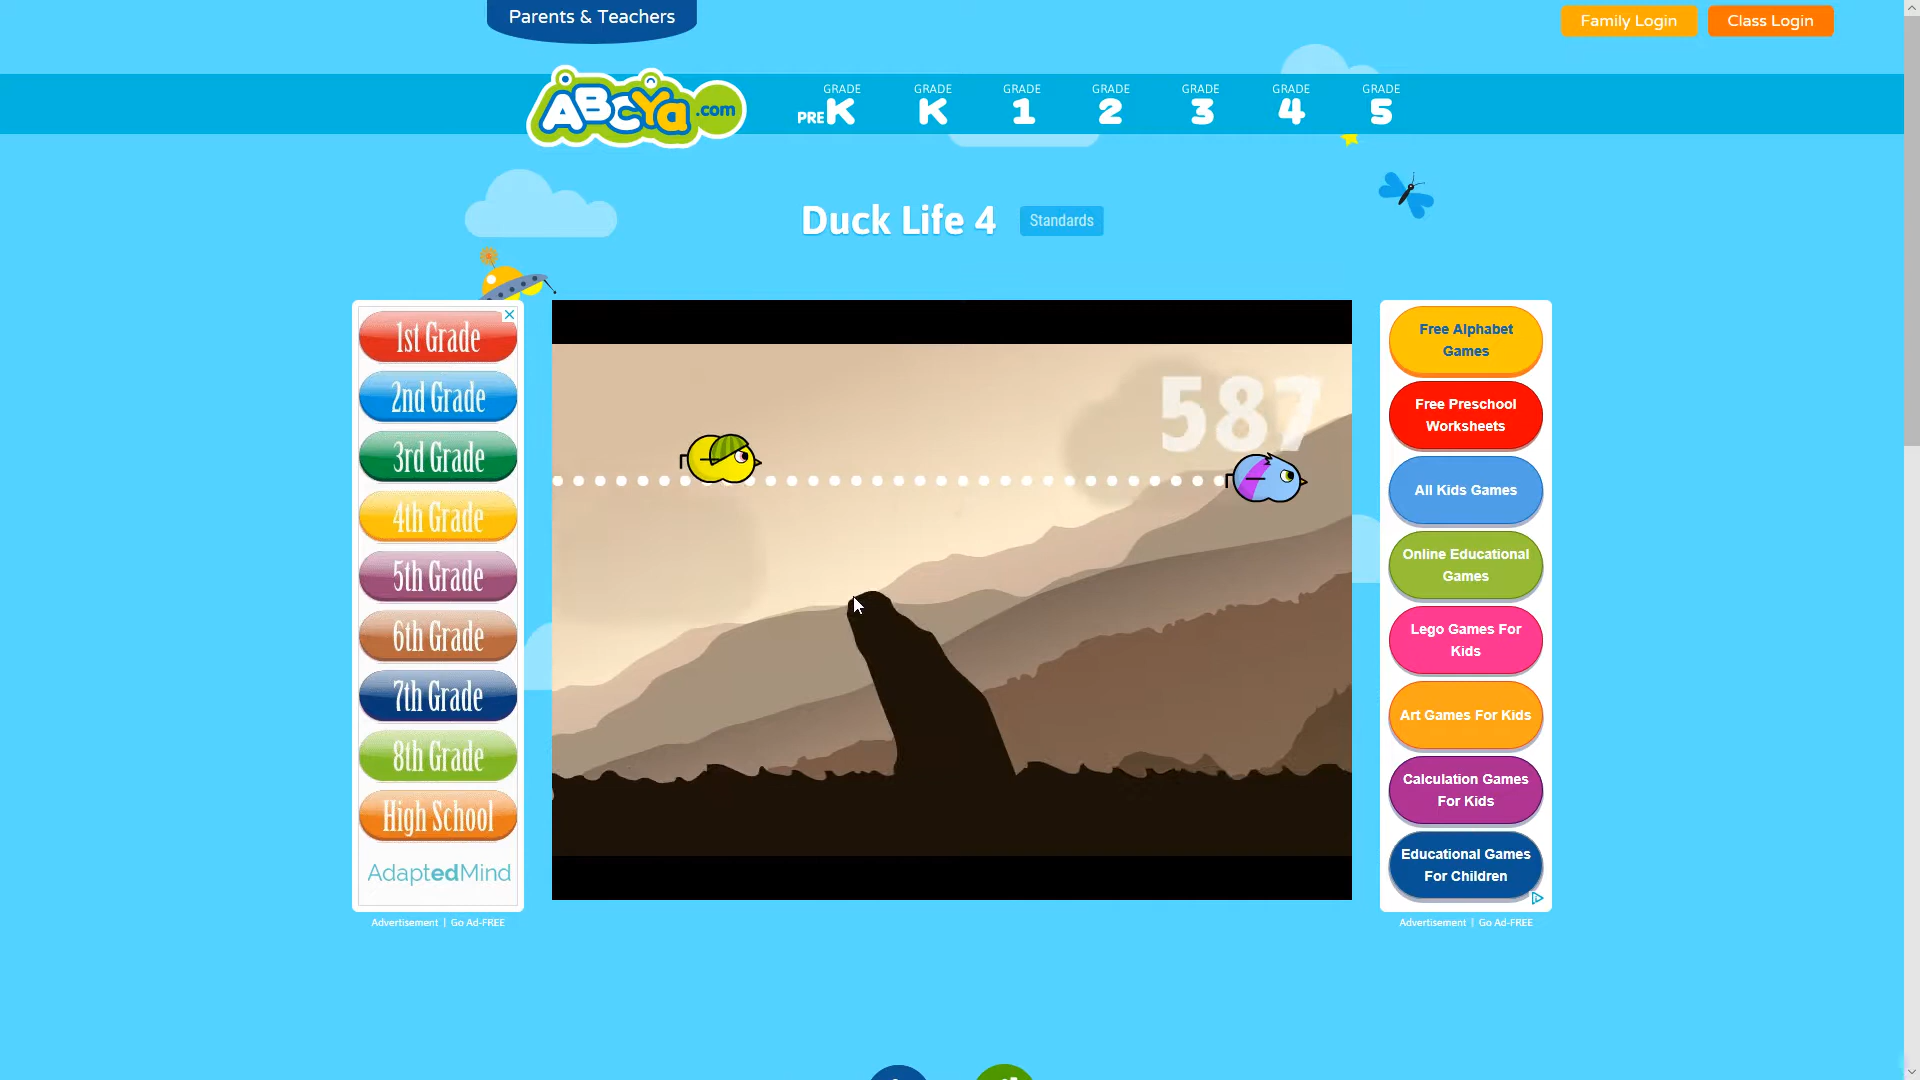 Parents & Teachers
Family Login
Class Login
ABCYa.com
GRADE
PRE K
GRADE
K
GRADE
1
GRADE
2
GRADE
3
GRADE
4
GRADE
5
Duck Life 4
Standards
1st Grade
2nd Grade
3rd Grade
4th Grade
5th Grade
6th Grade
7th Grade
8th Grade
High School
AdaptedMind
Advertisement | Go Ad-FREE
587
Free Alphabet
Games
Free Preschool
Worksheets
All Kids Games
Online Educational
Games
Lego Games For
Kids
Art Games For Kids
Calculation Games
For Kids
Educational Games
For Children
Advertisement | Go Ad-FREE